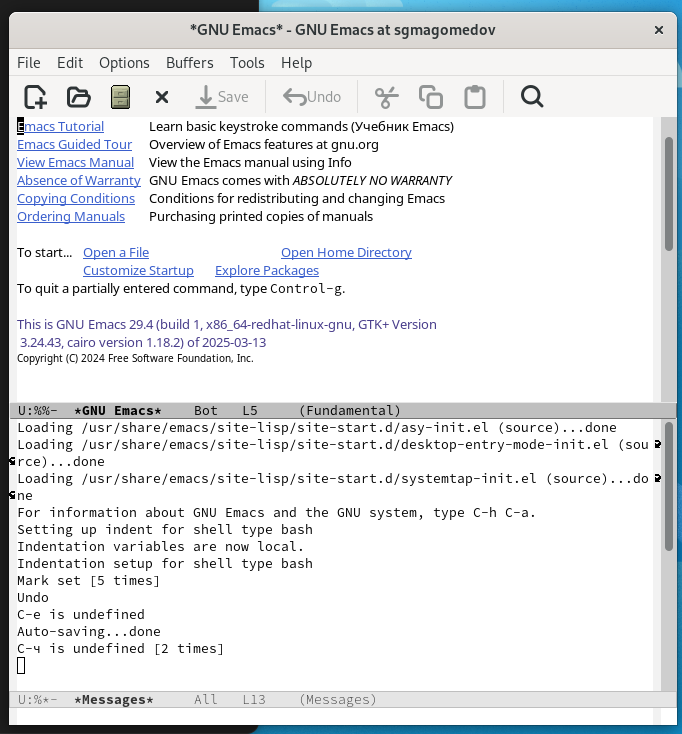 *GNU Emacs* - GNU Emacs at sgmagomedov
File Edit Options Buffers Tools Help
Save Undo
Emacs Tutorial Learn basic keystroke commands (Учебник Emacs)
Emacs Guided Tour Overview of Emacs features at gnu.org
View Emacs Manual View the Emacs manual using Info
Absence of Warranty GNU Emacs comes with ABSOLUTELY NO WARRANTY
Copying Conditions Conditions for redistributing and changing Emacs
Ordering Manuals Purchasing printed copies of manuals
To start... Open a File Open Home Directory
Customize Startup Explore Packages
To quit a partially entered command, type Control-g.
This is GNU Emacs 29.4 (build 1, x86_64-redhat-linux-gnu, GTK+ Version
3.24.43, cairo version 1.18.2) of 2025-03-13
Copyright (C) 2024 Free Software Foundation, Inc.
U:%%- *GNU Emacs* Bot L5 (Fundamental)
Loading /usr/share/emacs/site-lisp/site-start.d/asy-init.el (source)...done
Loading /usr/share/emacs/site-lisp/site-start.d/desktop-entry-mode-init.el (sou
rce)...done
Loading /usr/share/emacs/site-lisp/site-start.d/systemtap-init.el (source)...do
ne
For information about GNU Emacs and the GNU system, type C-h C-a.
Setting up indent for shell type bash
Indentation variables are now local.
Indentation setup for shell type bash
Mark set [5 times]
Undo
C-e is undefined
Auto-saving...done
C-ч is undefined [2 times]
U:%*- *Messages* All L13 (Messages)